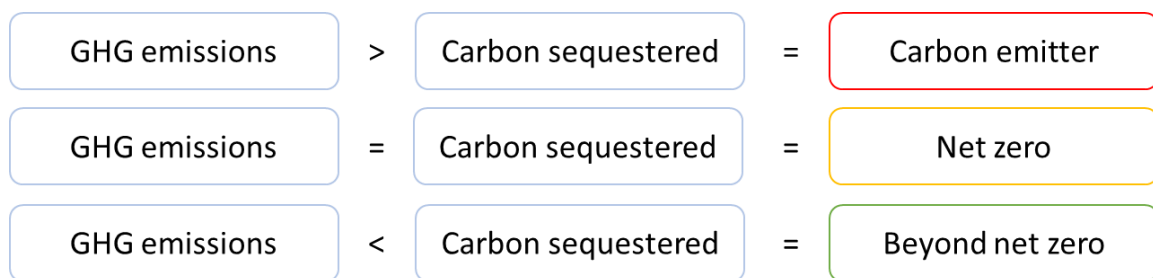 GHG emissions > Carbon sequestered = Carbon emitter
GHG emissions = Carbon sequestered = Net zero
GHG emissions < Carbon sequestered = Beyond net zero